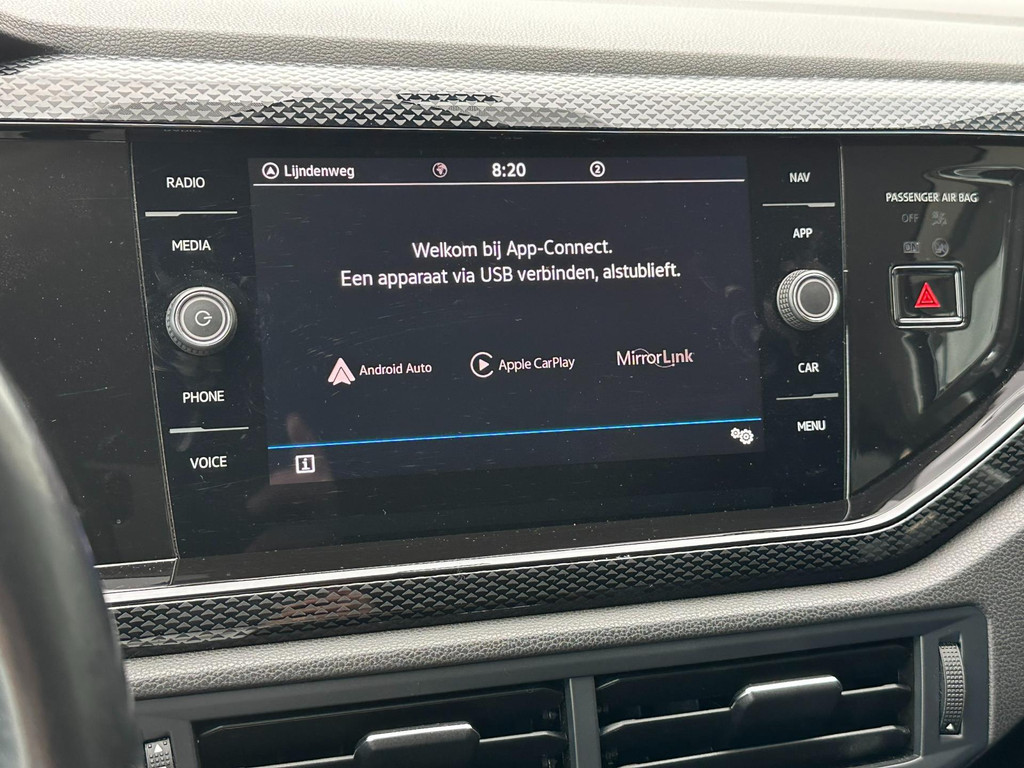 RADIO
MEDIA
PHONE
VOICE
Lijndenweg
8:20
2
Welkom bij App-Connect.
Een apparaat via USB verbinden, alstublieft.
Android Auto
Apple CarPlay
MirrorLink
i
NAV
APP
CAR
MENU
PASSENGER AIR BAG
OFF
ON